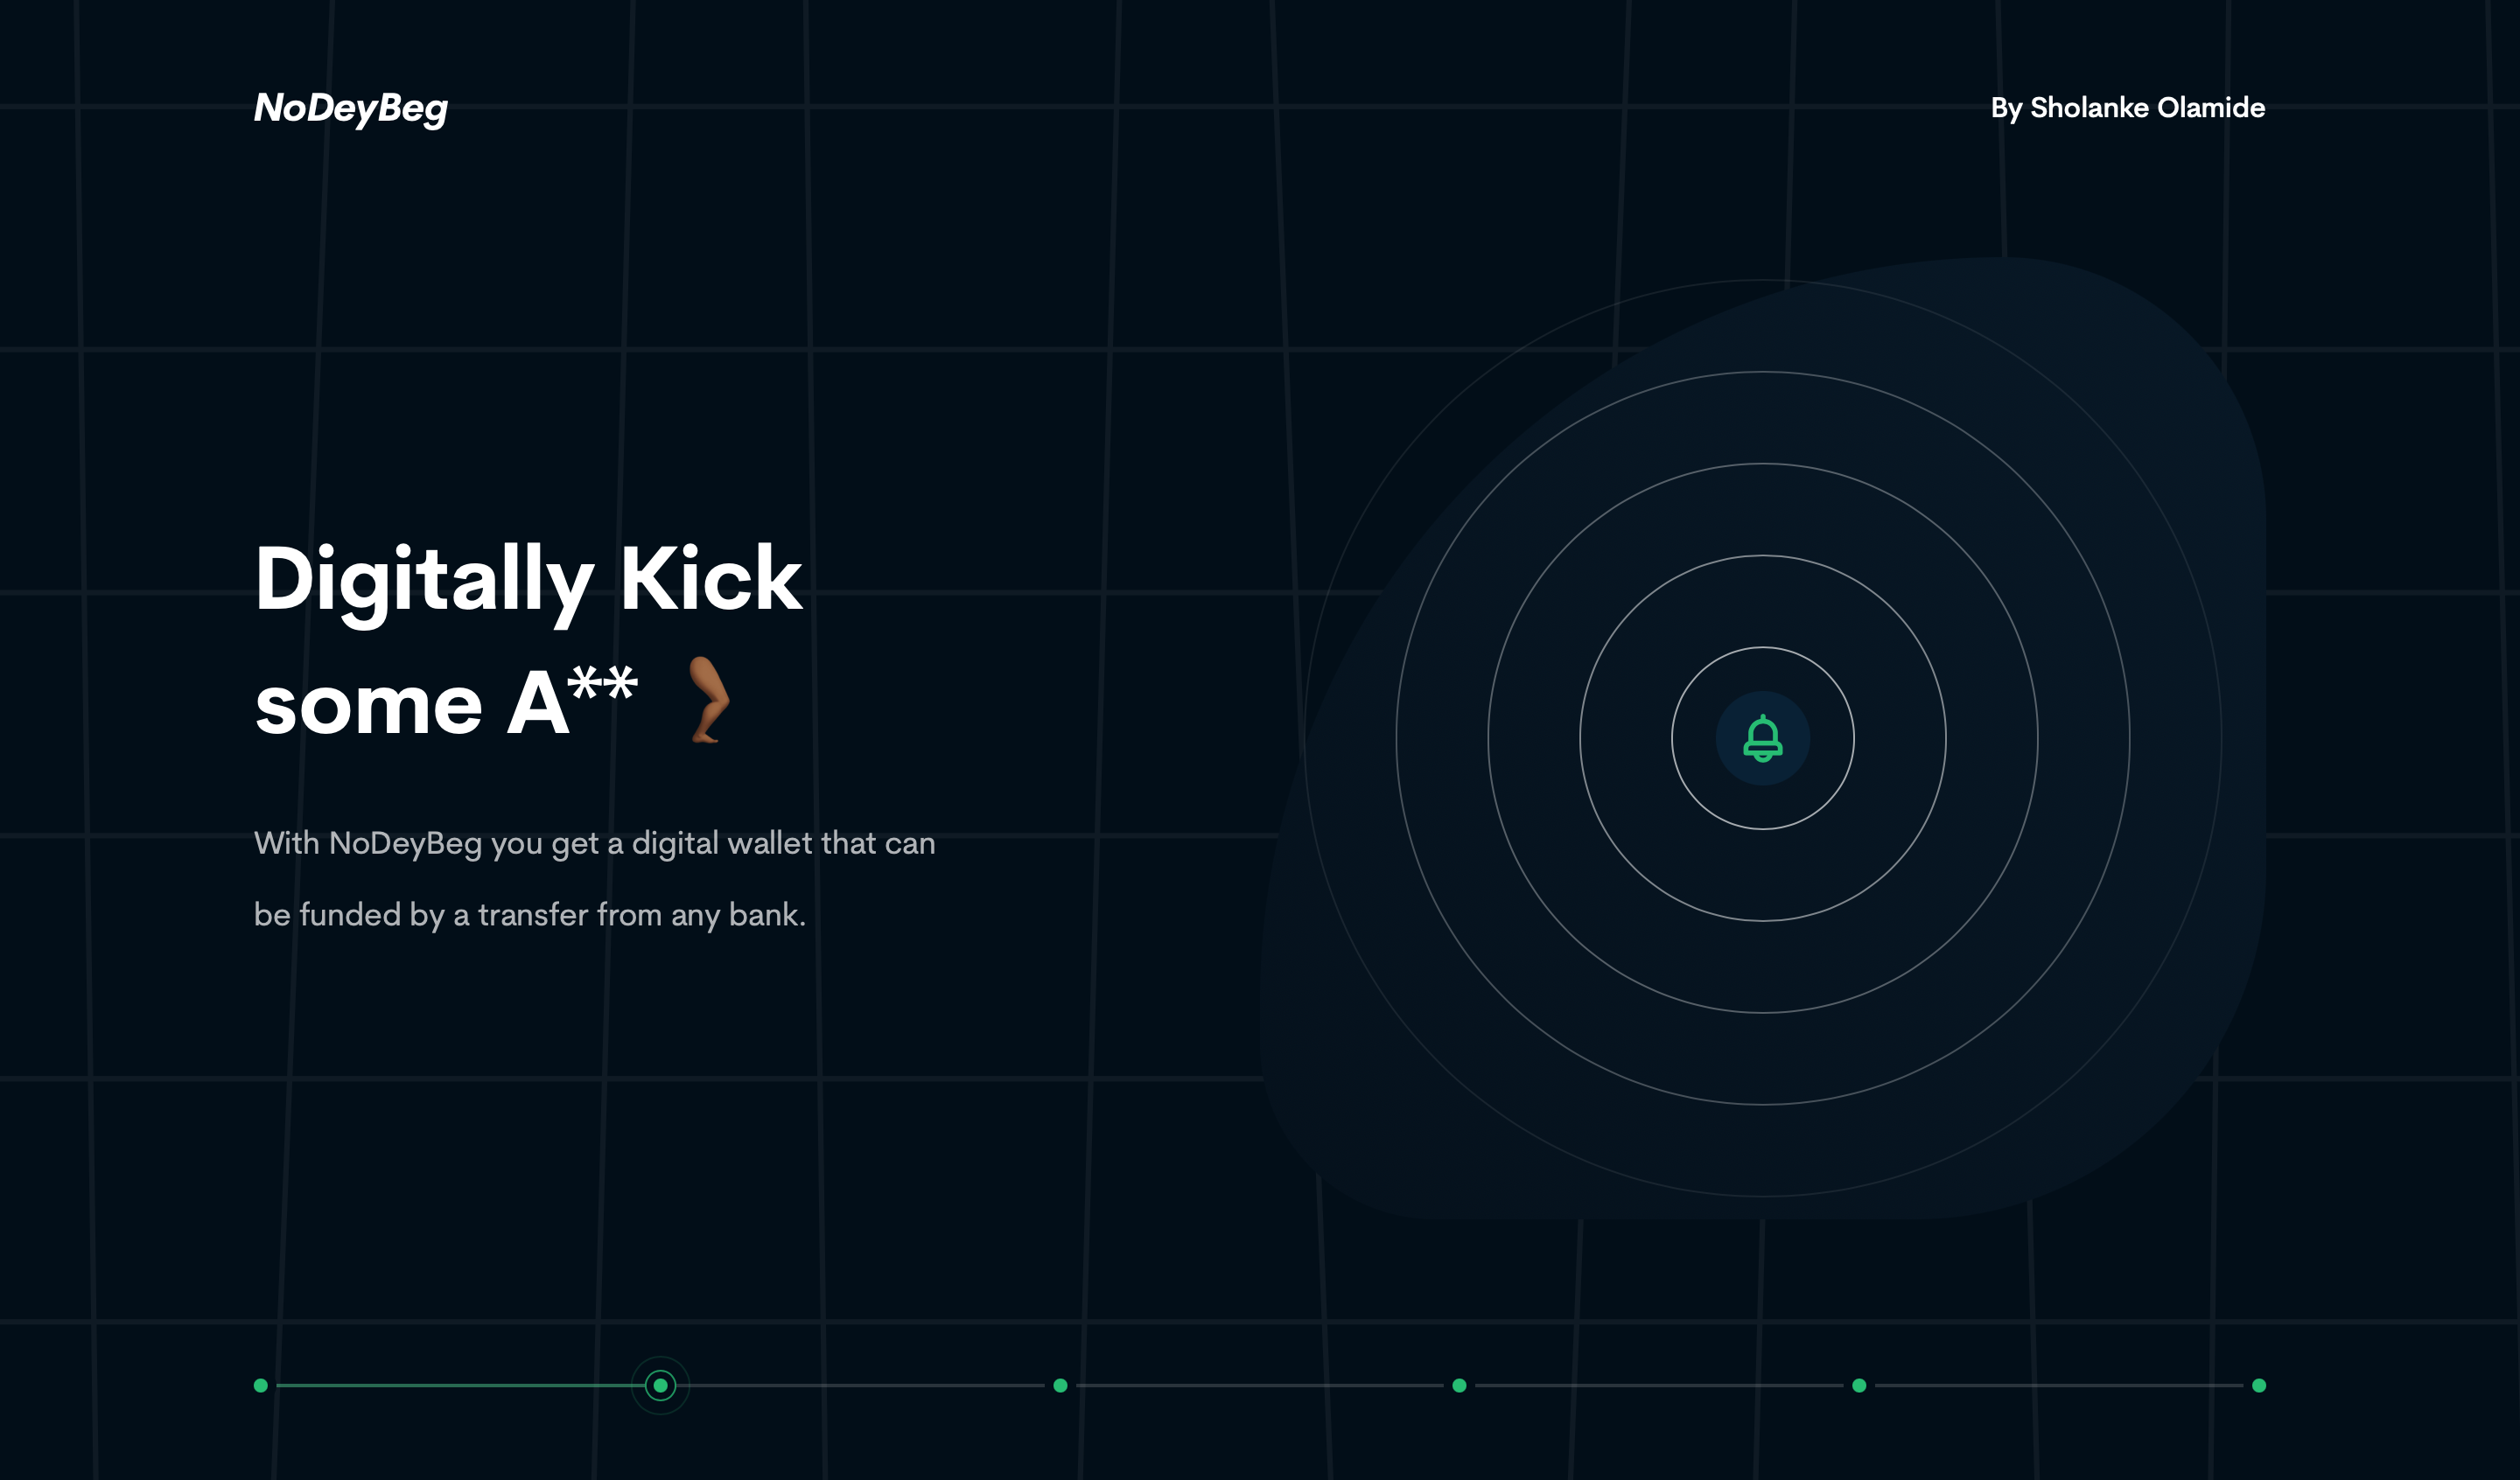 NoDeyBeg
By Sholanke Olamide
Digitally Kick
some A** 🦵🏾
With NoDeyBeg you get a digital wallet that can
be funded by a transfer from any bank.